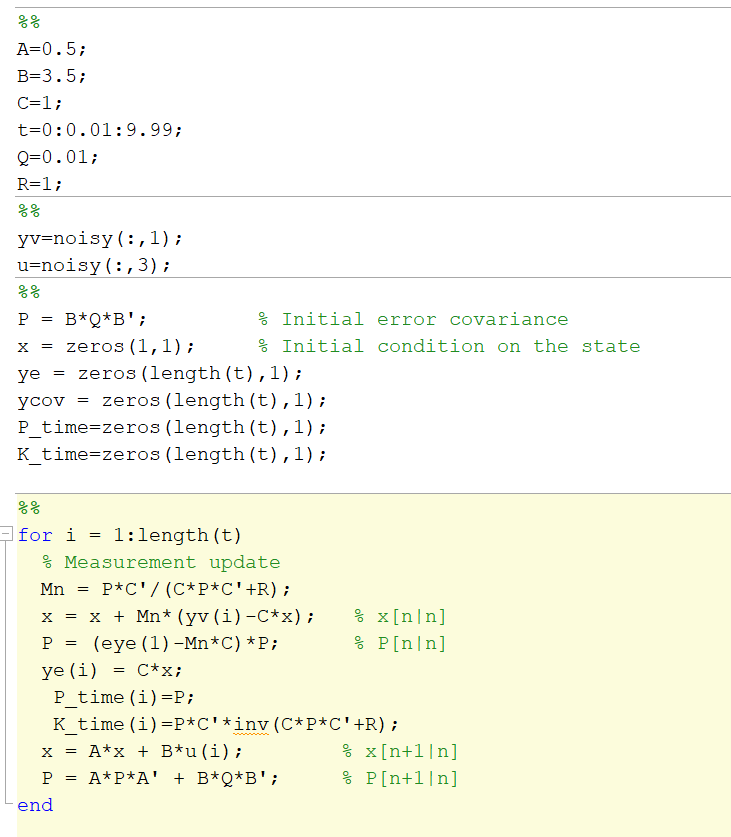 %%
A=0.5;
B=3.5;
C=1;
t=0:0.01:9.99;
Q=0.01;
R=1;
%%
yv=noisy(:,1);
u=noisy(:,3);
%%
P = B*Q*B';         % Initial error covariance
x = zeros(1,1);     % Initial condition on the state
ye = zeros(length(t),1);
ycov = zeros(length(t),1);
P_time=zeros(length(t),1);
K_time=zeros(length(t),1);
%%
for i = 1:length(t)
  % Measurement update
  Mn = P*C'/(C*P*C'+R);
  x = x + Mn*(yv(i)-C*x);   % x[n|n]
  P = (eye(1)-Mn*C)*P;      % P[n|n]
  ye(i) = C*x;
   P_time(i)=P;
   K_time(i)=P*C'*inv(C*P*C'+R);
  x = A*x + B*u(i);        % x[n+1|n]
  P = A*P*A' + B*Q*B';     % P[n+1|n]
end